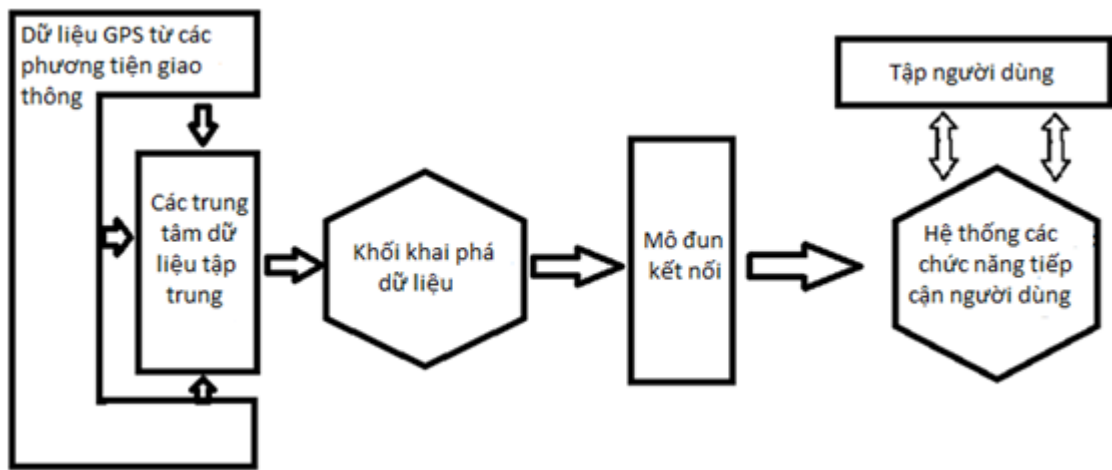 Dữ liệu GPS từ các
phương tiện giao
thông
Các trung
tâm dữ
liệu tập
trung
Khối khai phá
dữ liệu
Mô đun
kết nối
Tập người dùng
Hệ thống các
chức năng tiếp
cận người dùng